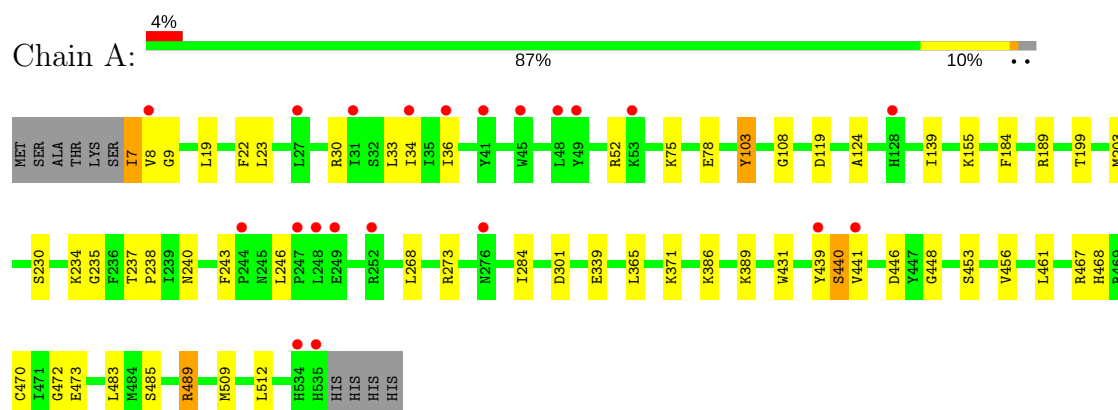 4%
Chain A:
87% 10% ••
MET SER ALA THR LYS SER I7 V8 G9 L19 F22 L23 L27 R30 I31 S32 L33 I34 I35 I36 Y41 W45 L48 Y49 R52 K53 K75 E78 Y103 G108 D119 A124 H128 I139 K155 F184 R189 T199
S230 K234 G235 F236 T237 P238 I239 N240 F243 P244 N245 L246 P247 L248 E249 R252 L268 R273 N276 I284 D301 E339 L365 K371 K386 K389 W431 Y439 S440 V441 D446 Y447 G448 S453 V456 L461 R467 H468
C470 I471 G472 E473 L483 M484 S485 R489 M509 L512 H534 H535 HIS HIS HIS HIS